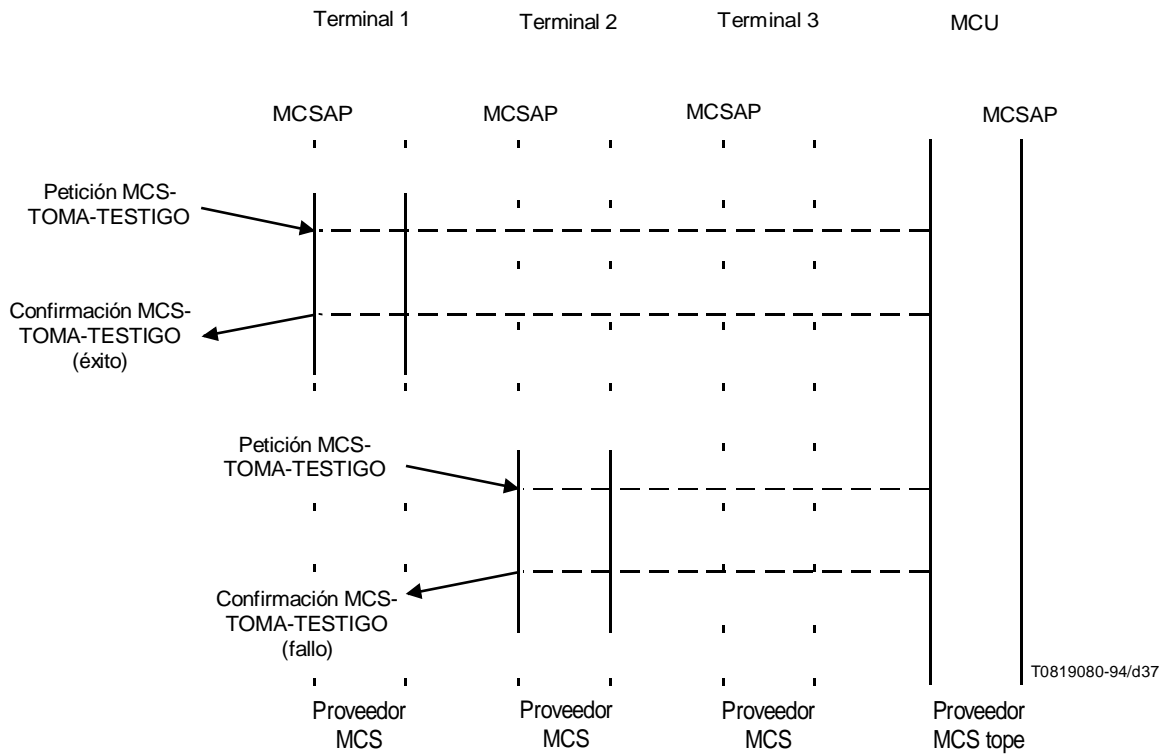 Terminal 1
Terminal 2
Terminal 3
MCU
MCSAP
MCSAP
MCSAP
MCSAP
Petición MCS-
TOMA-TESTIGO
Confirmación MCS-
TOMA-TESTIGO
(éxito)
Petición MCS-
TOMA-TESTIGO
Confirmación MCS-
TOMA-TESTIGO
(fallo)
T0819080-94/d37
Proveedor
MCS
Proveedor
MCS
Proveedor
MCS
Proveedor
MCS tope